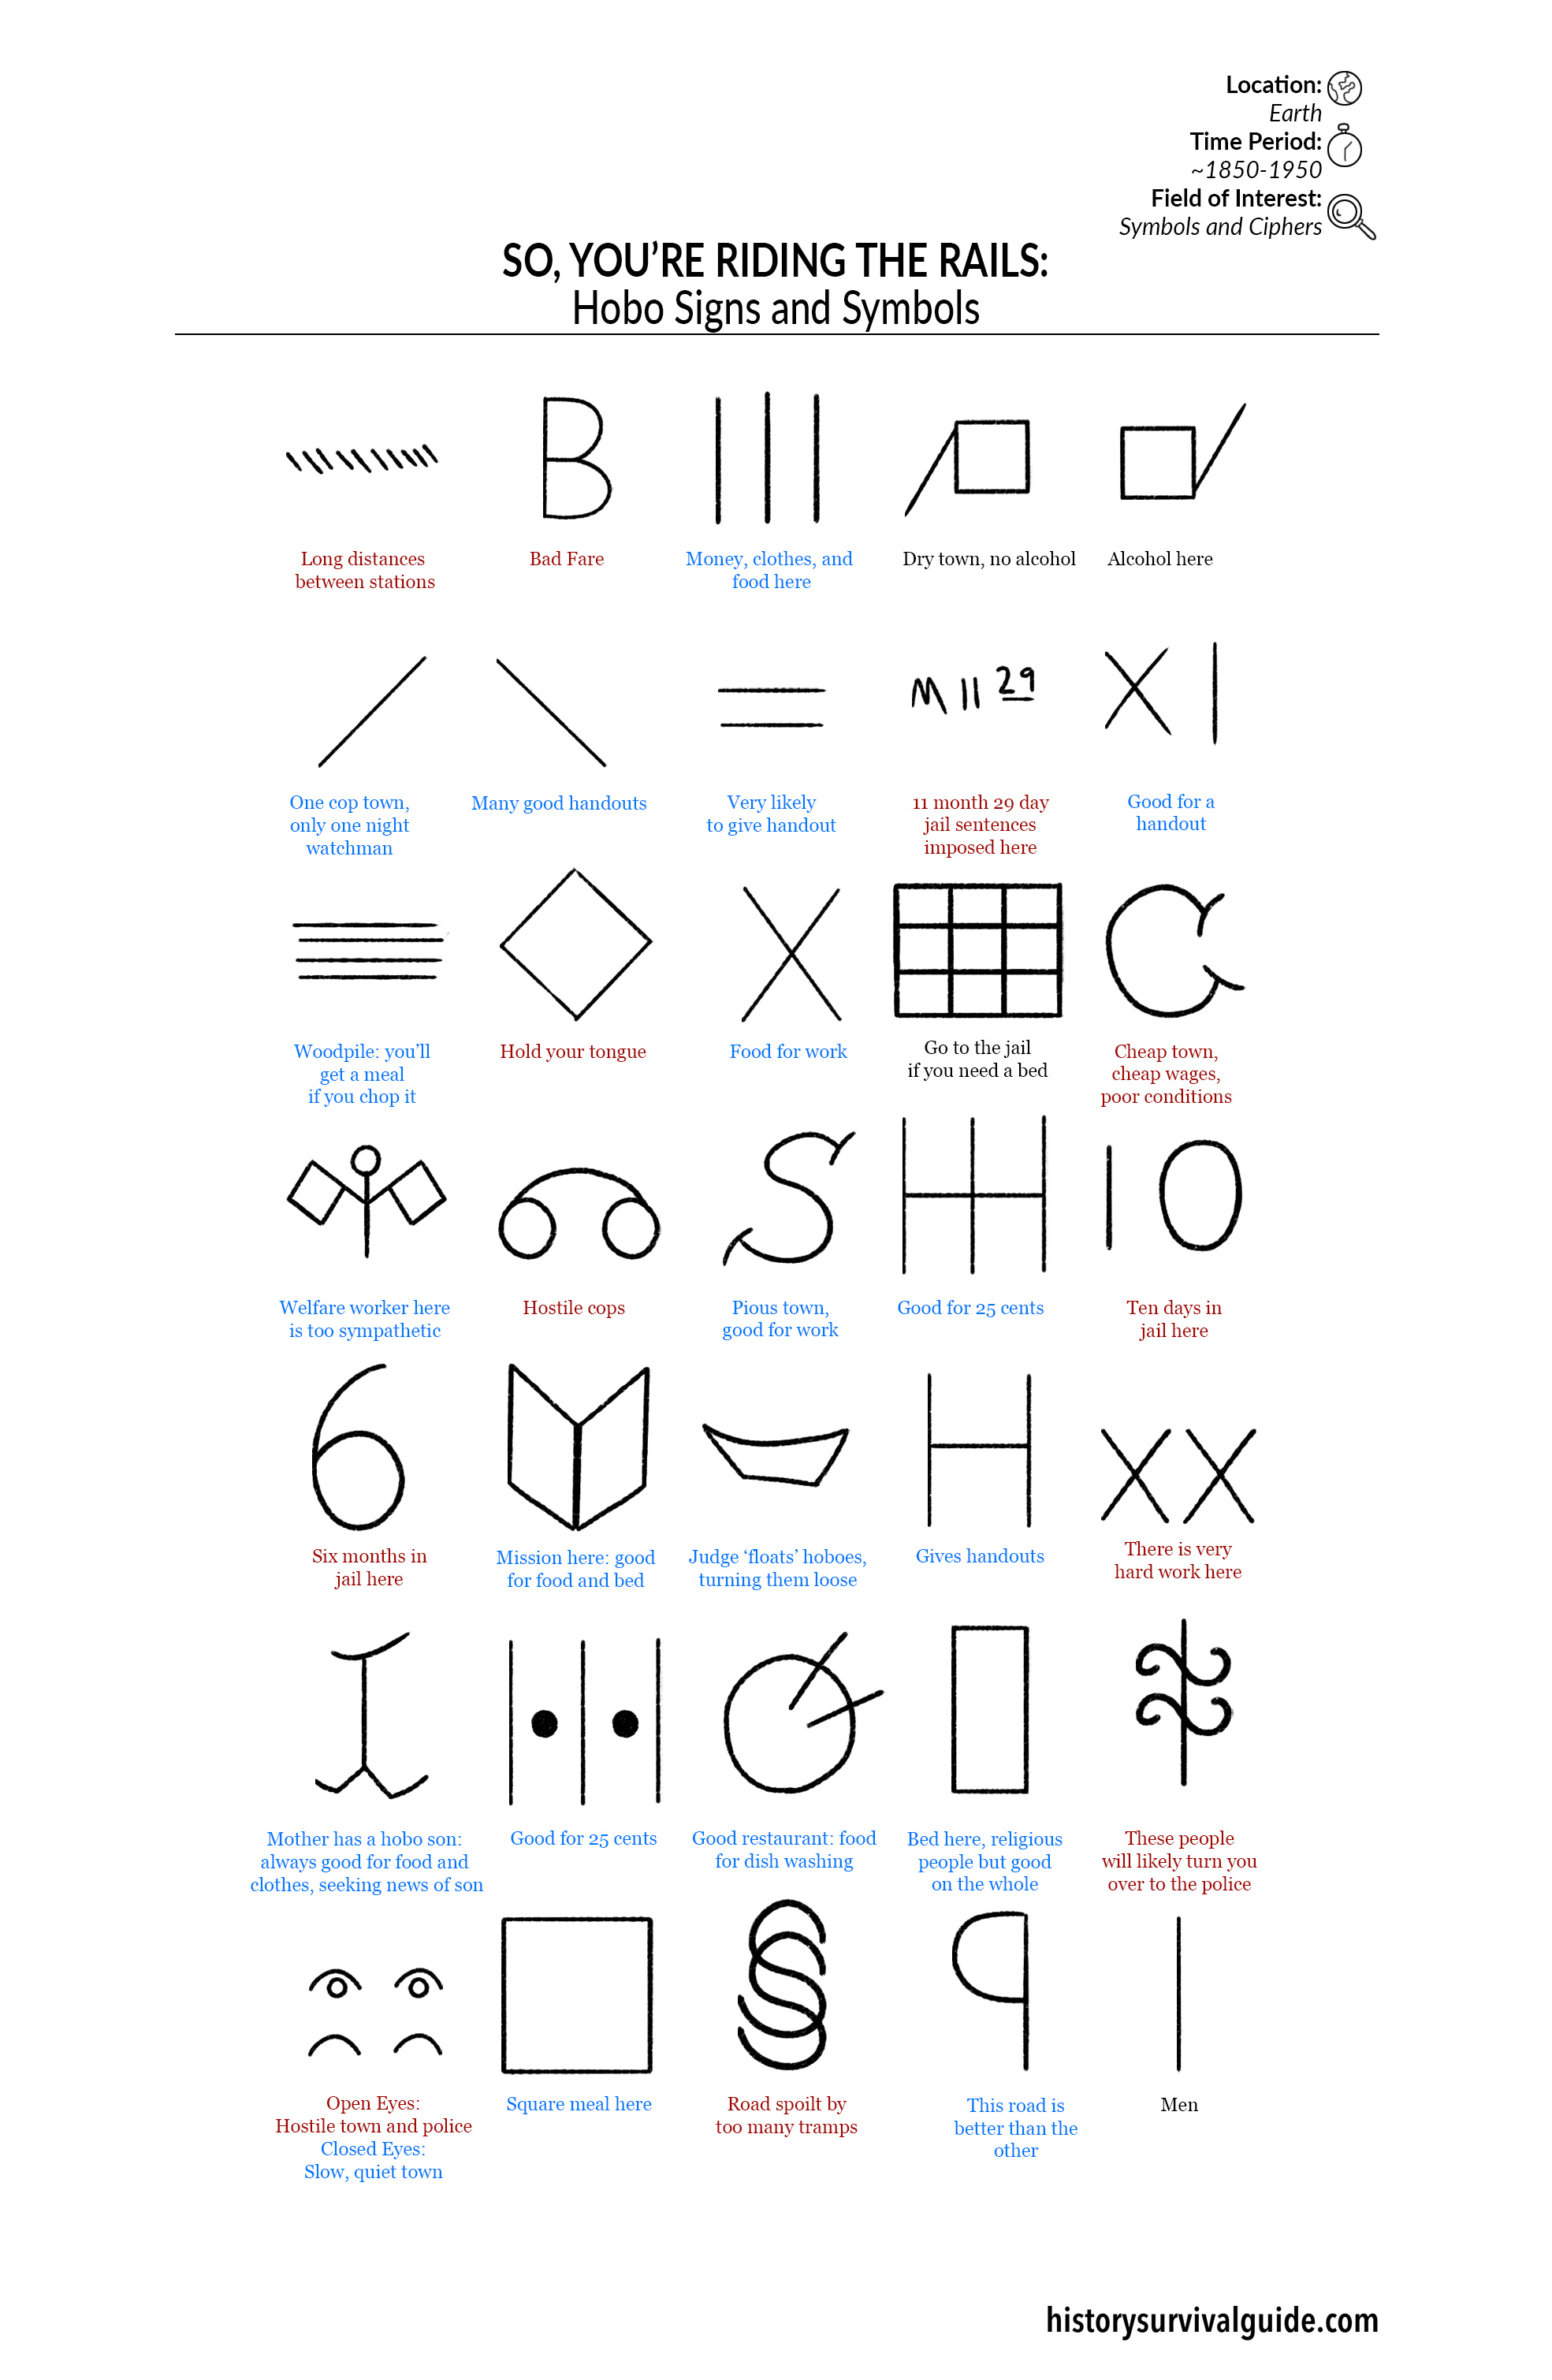 Location:
Earth
Time Period:
~1850-1950
Field of Interest:
Symbols and Ciphers
SO, YOU’RE RIDING THE RAILS:
Hobo Signs and Symbols
B
Long distances
between stations
Bad Fare
Money, clothes, and
food here
Dry town, no alcohol
Alcohol here
M 11 29
X I
One cop town,
only one night
watchman
Many good handouts
Very likely
to give handout
11 month 29 day
jail sentences
imposed here
Good for a
handout
X
C
Woodpile: you’ll
get a meal
if you chop it
Hold your tongue
Food for work
Go to the jail
if you need a bed
Cheap town,
cheap wages,
poor conditions
S
10
Welfare worker here
is too sympathetic
Hostile cops
Pious town,
good for work
Good for 25 cents
Ten days in
jail here
6
H
XX
Six months in
jail here
Mission here: good
for food and bed
Judge ‘floats’ hoboes,
turning them loose
Gives handouts
There is very
hard work here
Mother has a hobo son:
always good for food and
clothes, seeking news of son
Good for 25 cents
Good restaurant: food
for dish washing
Bed here, religious
people but good
on the whole
These people
will likely turn you
over to the police
Open Eyes:
Hostile town and police
Closed Eyes:
Slow, quiet town
Square meal here
Road spoilt by
too many tramps
This road is
better than the
other
Men
historysurvivalguide.com